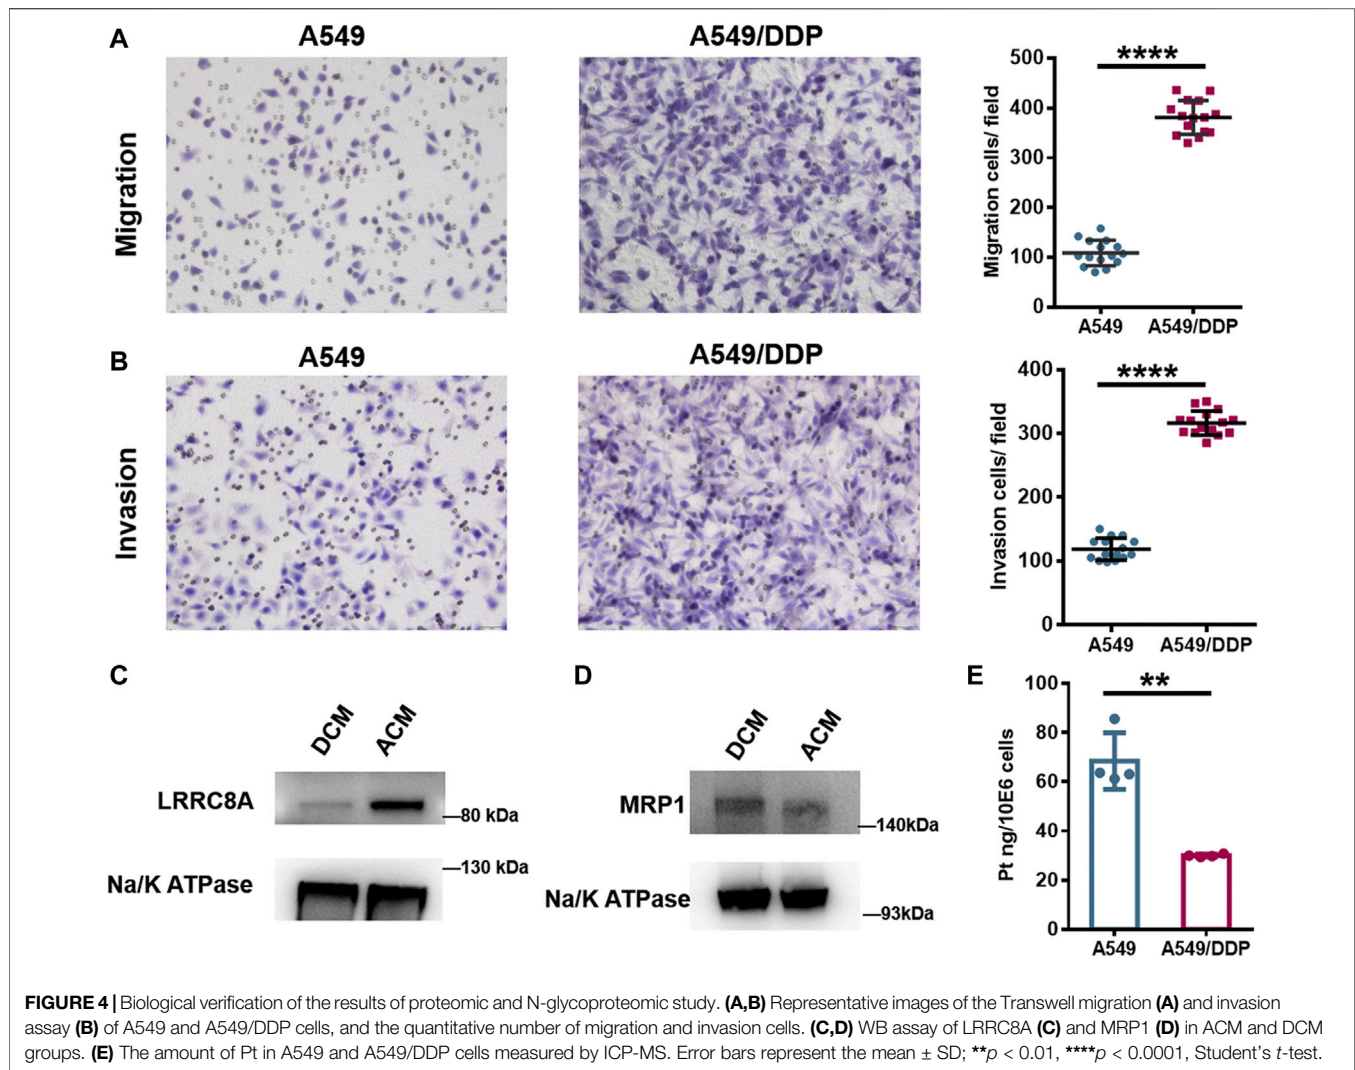 A
A549
A549/DDP
Migration
Migration cells/ field
500
400
300
200
100
0
****
A549
A549/DDP
B
A549
A549/DDP
Invasion
Invasion cells/ field
400
300
200
100
0
****
A549
A549/DDP
C
DCM
ACM
LRRC8A
80 kDa
130 kDa
Na/K ATPase
D
DCM
ACM
MRP1
140kDa
Na/K ATPase
93kDa
E
Pt ng/10E6 cells
100
80
60
40
20
0
**
A549
A549/DDP
FIGURE 4 | Biological verification of the results of proteomic and N-glycoproteomic study. (A,B) Representative images of the Transwell migration (A) and invasion
assay (B) of A549 and A549/DDP cells, and the quantitative number of migration and invasion cells. (C,D) WB assay of LRRC8A (C) and MRP1 (D) in ACM and DCM
groups. (E) The amount of Pt in A549 and A549/DDP cells measured by ICP-MS. Error bars represent the mean ± SD; **p < 0.01, ****p < 0.0001, Student's t-test.